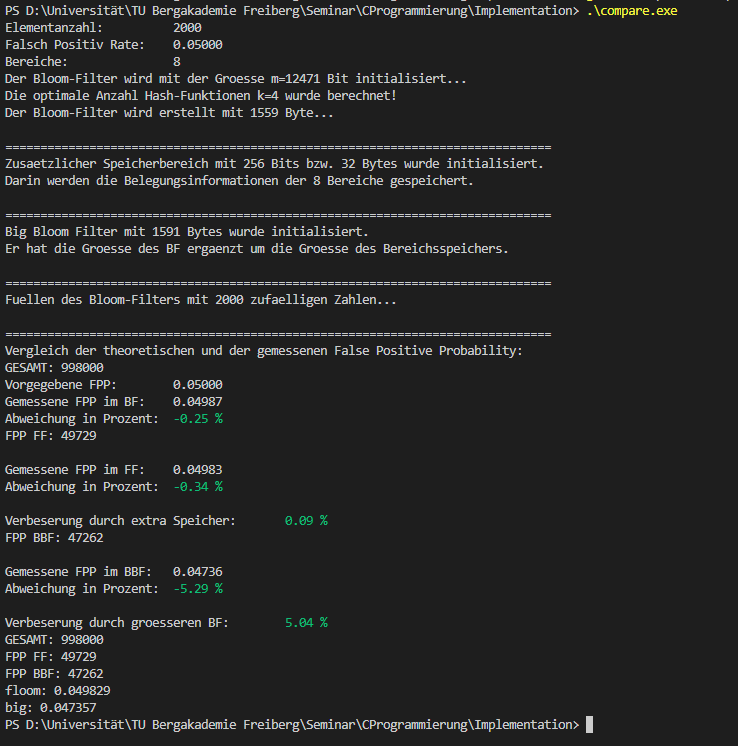 PS D:\Universität\TU Bergakademie Freiberg\Seminar\CProgrammierung\Implementation> .\compare.exe
Elementanzahl: 2000
Falsch Positiv Rate: 0.05000
Bereiche: 8
Der Bloom-Filter wird mit der Groesse m=12471 Bit initialisiert...
Die optimale Anzahl Hash-Funktionen k=4 wurde berechnet!
Der Bloom-Filter wird erstellt mit 1559 Byte...
==============================================================================
Zusaetzlicher Speicherbereich mit 256 Bits bzw. 32 Bytes wurde initialisiert.
Darin werden die Belegungsinformationen der 8 Bereiche gespeichert.
==============================================================================
Big Bloom Filter mit 1591 Bytes wurde initialisiert.
Er hat die Groesse des BF ergaenzt um die Groesse des Bereichsspeichers.
==============================================================================
Fuellen des Bloom-Filters mit 2000 zufaelligen Zahlen...
==============================================================================
Vergleich der theoretischen und der gemessenen False Positive Probability:
GESAMT: 998000
Vorgegebene FPP: 0.05000
Gemessene FPP im BF: 0.04987
Abweichung in Prozent: -0.25 %
FPP FF: 49729
Gemessene FPP im FF: 0.04983
Abweichung in Prozent: -0.34 %
Verbeserung durch extra Speicher: 0.09 %
FPP BBF: 47262
Gemessene FPP im BBF: 0.04736
Abweichung in Prozent: -5.29 %
Verbeserung durch groesseren BF: 5.04 %
GESAMT: 998000
FPP FF: 49729
FPP BBF: 47262
floom: 0.049829
big: 0.047357
PS D:\Universität\TU Bergakademie Freiberg\Seminar\CProgrammierung\Implementation>